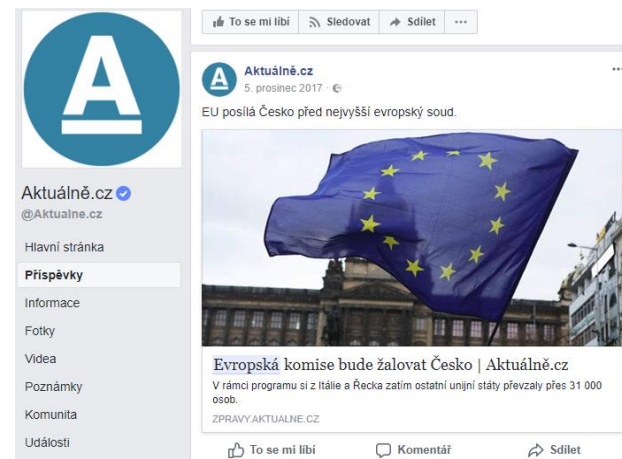 To se mi líbí Sledovat Sdílet ...
A
Aktuálně.cz
@Aktualne.cz
Hlavní stránka
Příspěvky
Informace
Fotky
Videa
Poznámky
Komunita
Události
A
Aktuálně.cz
5. prosinec 2017 ·
EU posílá Česko před nejvyšší evropský soud.
Evropská komise bude žalovat Česko | Aktuálně.cz
V rámci programu si z Itálie a Řecka zatím ostatní unijní státy převzaly přes 31 000
osob.
ZPRAVY.AKTUALNE.CZ
To se mi líbí Komentář Sdílet